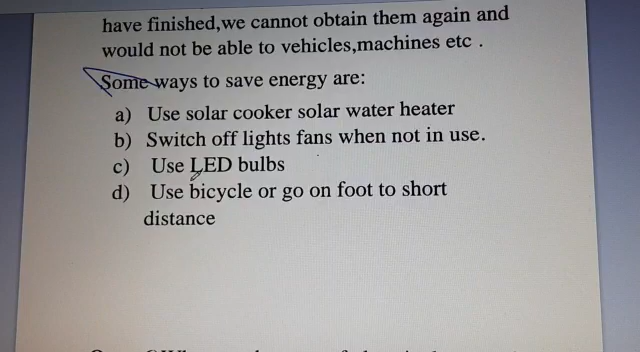 have finished,we cannot obtain them again and
would not be able to vehicles,machines etc .
Some ways to save energy are:
a) Use solar cooker solar water heater
b) Switch off lights fans when not in use.
c) Use LED bulbs
d) Use bicycle or go on foot to short
distance